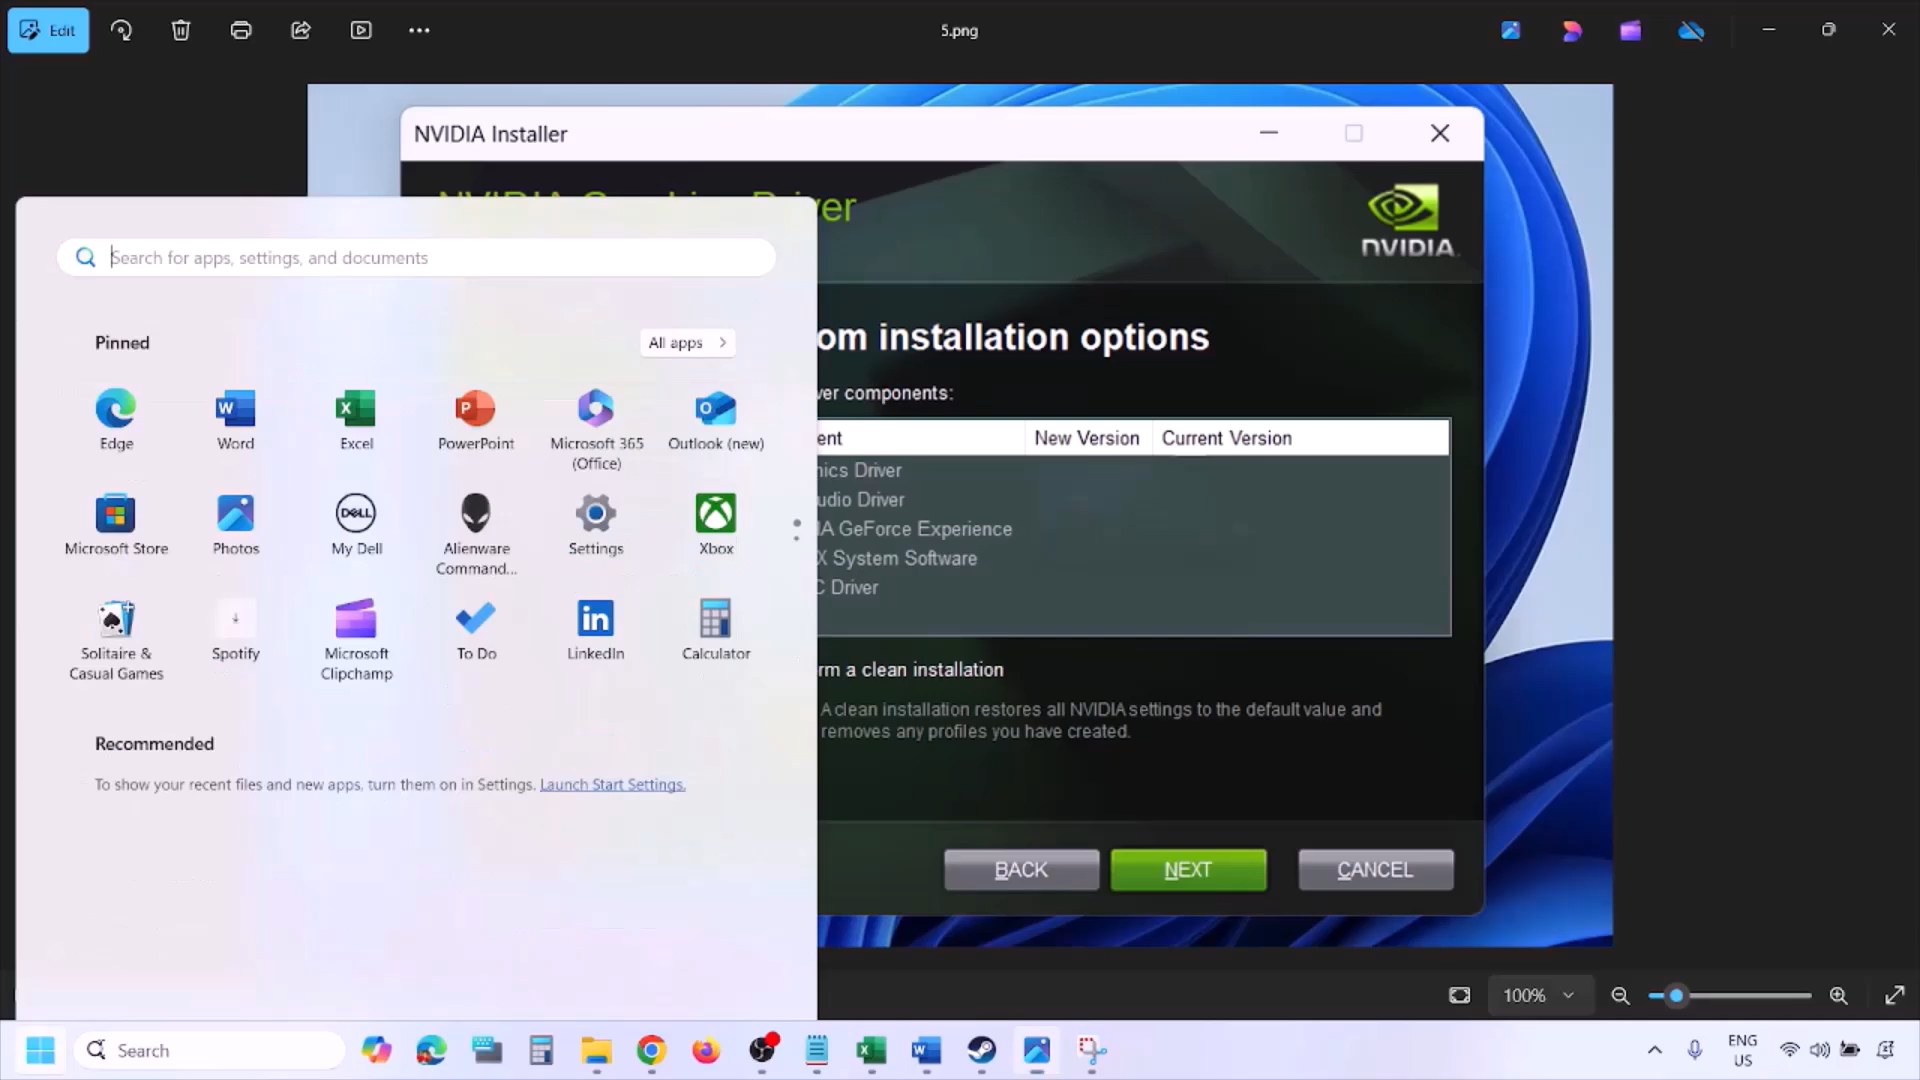 Edit
5.png
NVIDIA Installer
ver
NVIDIA.
Search for apps, settings, and documents
om installation options
Pinned
All apps
ver components:
Edge
Word
Excel
PowerPoint
Microsoft 365
(Office)
Outlook (new)
ent
New Version
Current Version
nics Driver
udio Driver
IA GeForce Experience
X System Software
C Driver
Microsoft Store
Photos
DELL
My Dell
Alienware
Command...
Settings
Xbox
Solitaire &
Casual Games
Spotify
Microsoft
Clipchamp
To Do
LinkedIn
Calculator
rm a clean installation
A clean installation restores all NVIDIA settings to the default value and
removes any profiles you have created.
Recommended
To show your recent files and new apps, turn them on in Settings. Launch Start Settings.
BACK
NEXT
CANCEL
100%
Search
ENG
US